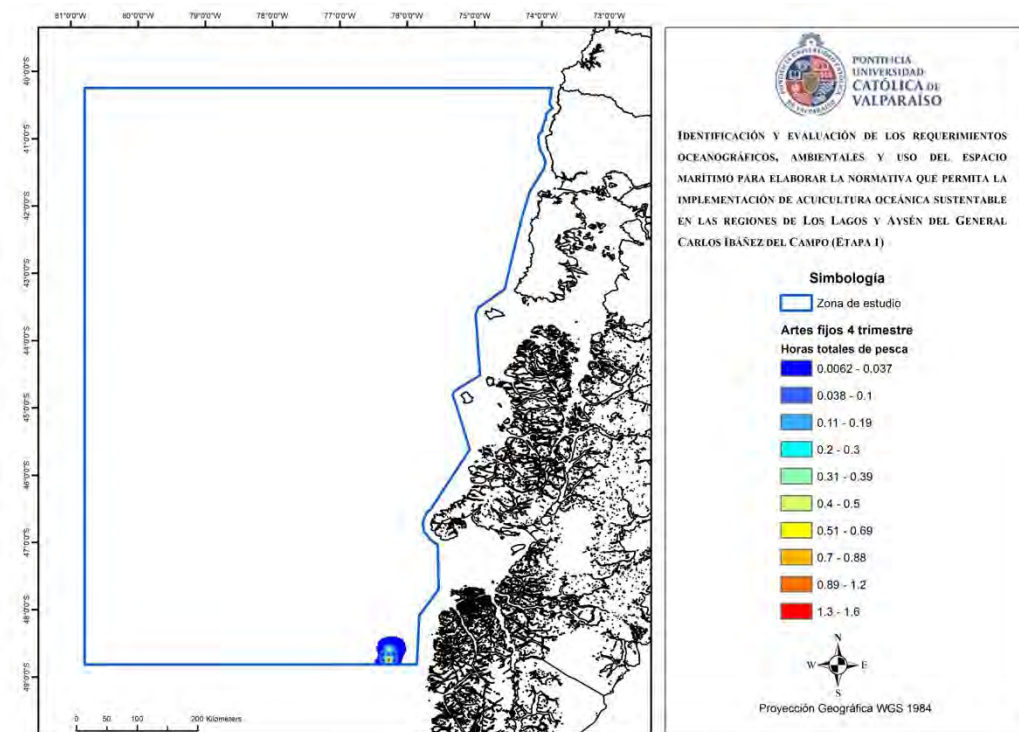 81°0'0"W 80°0'0"W 79°0'0"W 78°0'0"W 77°0'0"W 76°0'0"W 75°0'0"W 74°0'0"W 73°0'0"W
40°0'0"S
41°0'0"S
42°0'0"S
43°0'0"S
44°0'0"S
45°0'0"S
46°0'0"S
47°0'0"S
48°0'0"S
49°0'0"S
0 50 100 200 Kilometers
PONTIFICIA
UNIVERSIDAD
CATÓLICA DE
VALPARAÍSO
IDENTIFICACIÓN Y EVALUACIÓN DE LOS REQUERIMIENTOS
OCEANOGRÁFICOS, AMBIENTALES Y USO DEL ESPACIO
MARÍTIMO PARA ELABORAR LA NORMATIVA QUE PERMITA LA
IMPLEMENTACIÓN DE ACUICULTURA OCEÁNICA SUSTENTABLE
EN LAS REGIONES DE LOS LAGOS Y AYSÉN DEL GENERAL
CARLOS IBÁÑEZ DEL CAMPO (ETAPA I)
Simbología
Zona de estudio
Artes fijos 4 trimestre
Horas totales de pesca
0.0062 - 0.037
0.038 - 0.1
0.11 - 0.19
0.2 - 0.3
0.31 - 0.39
0.4 - 0.5
0.51 - 0.69
0.7 - 0.88
0.89 - 1.2
1.3 - 1.6
N
W E
S
Proyección Geográfica WGS 1984